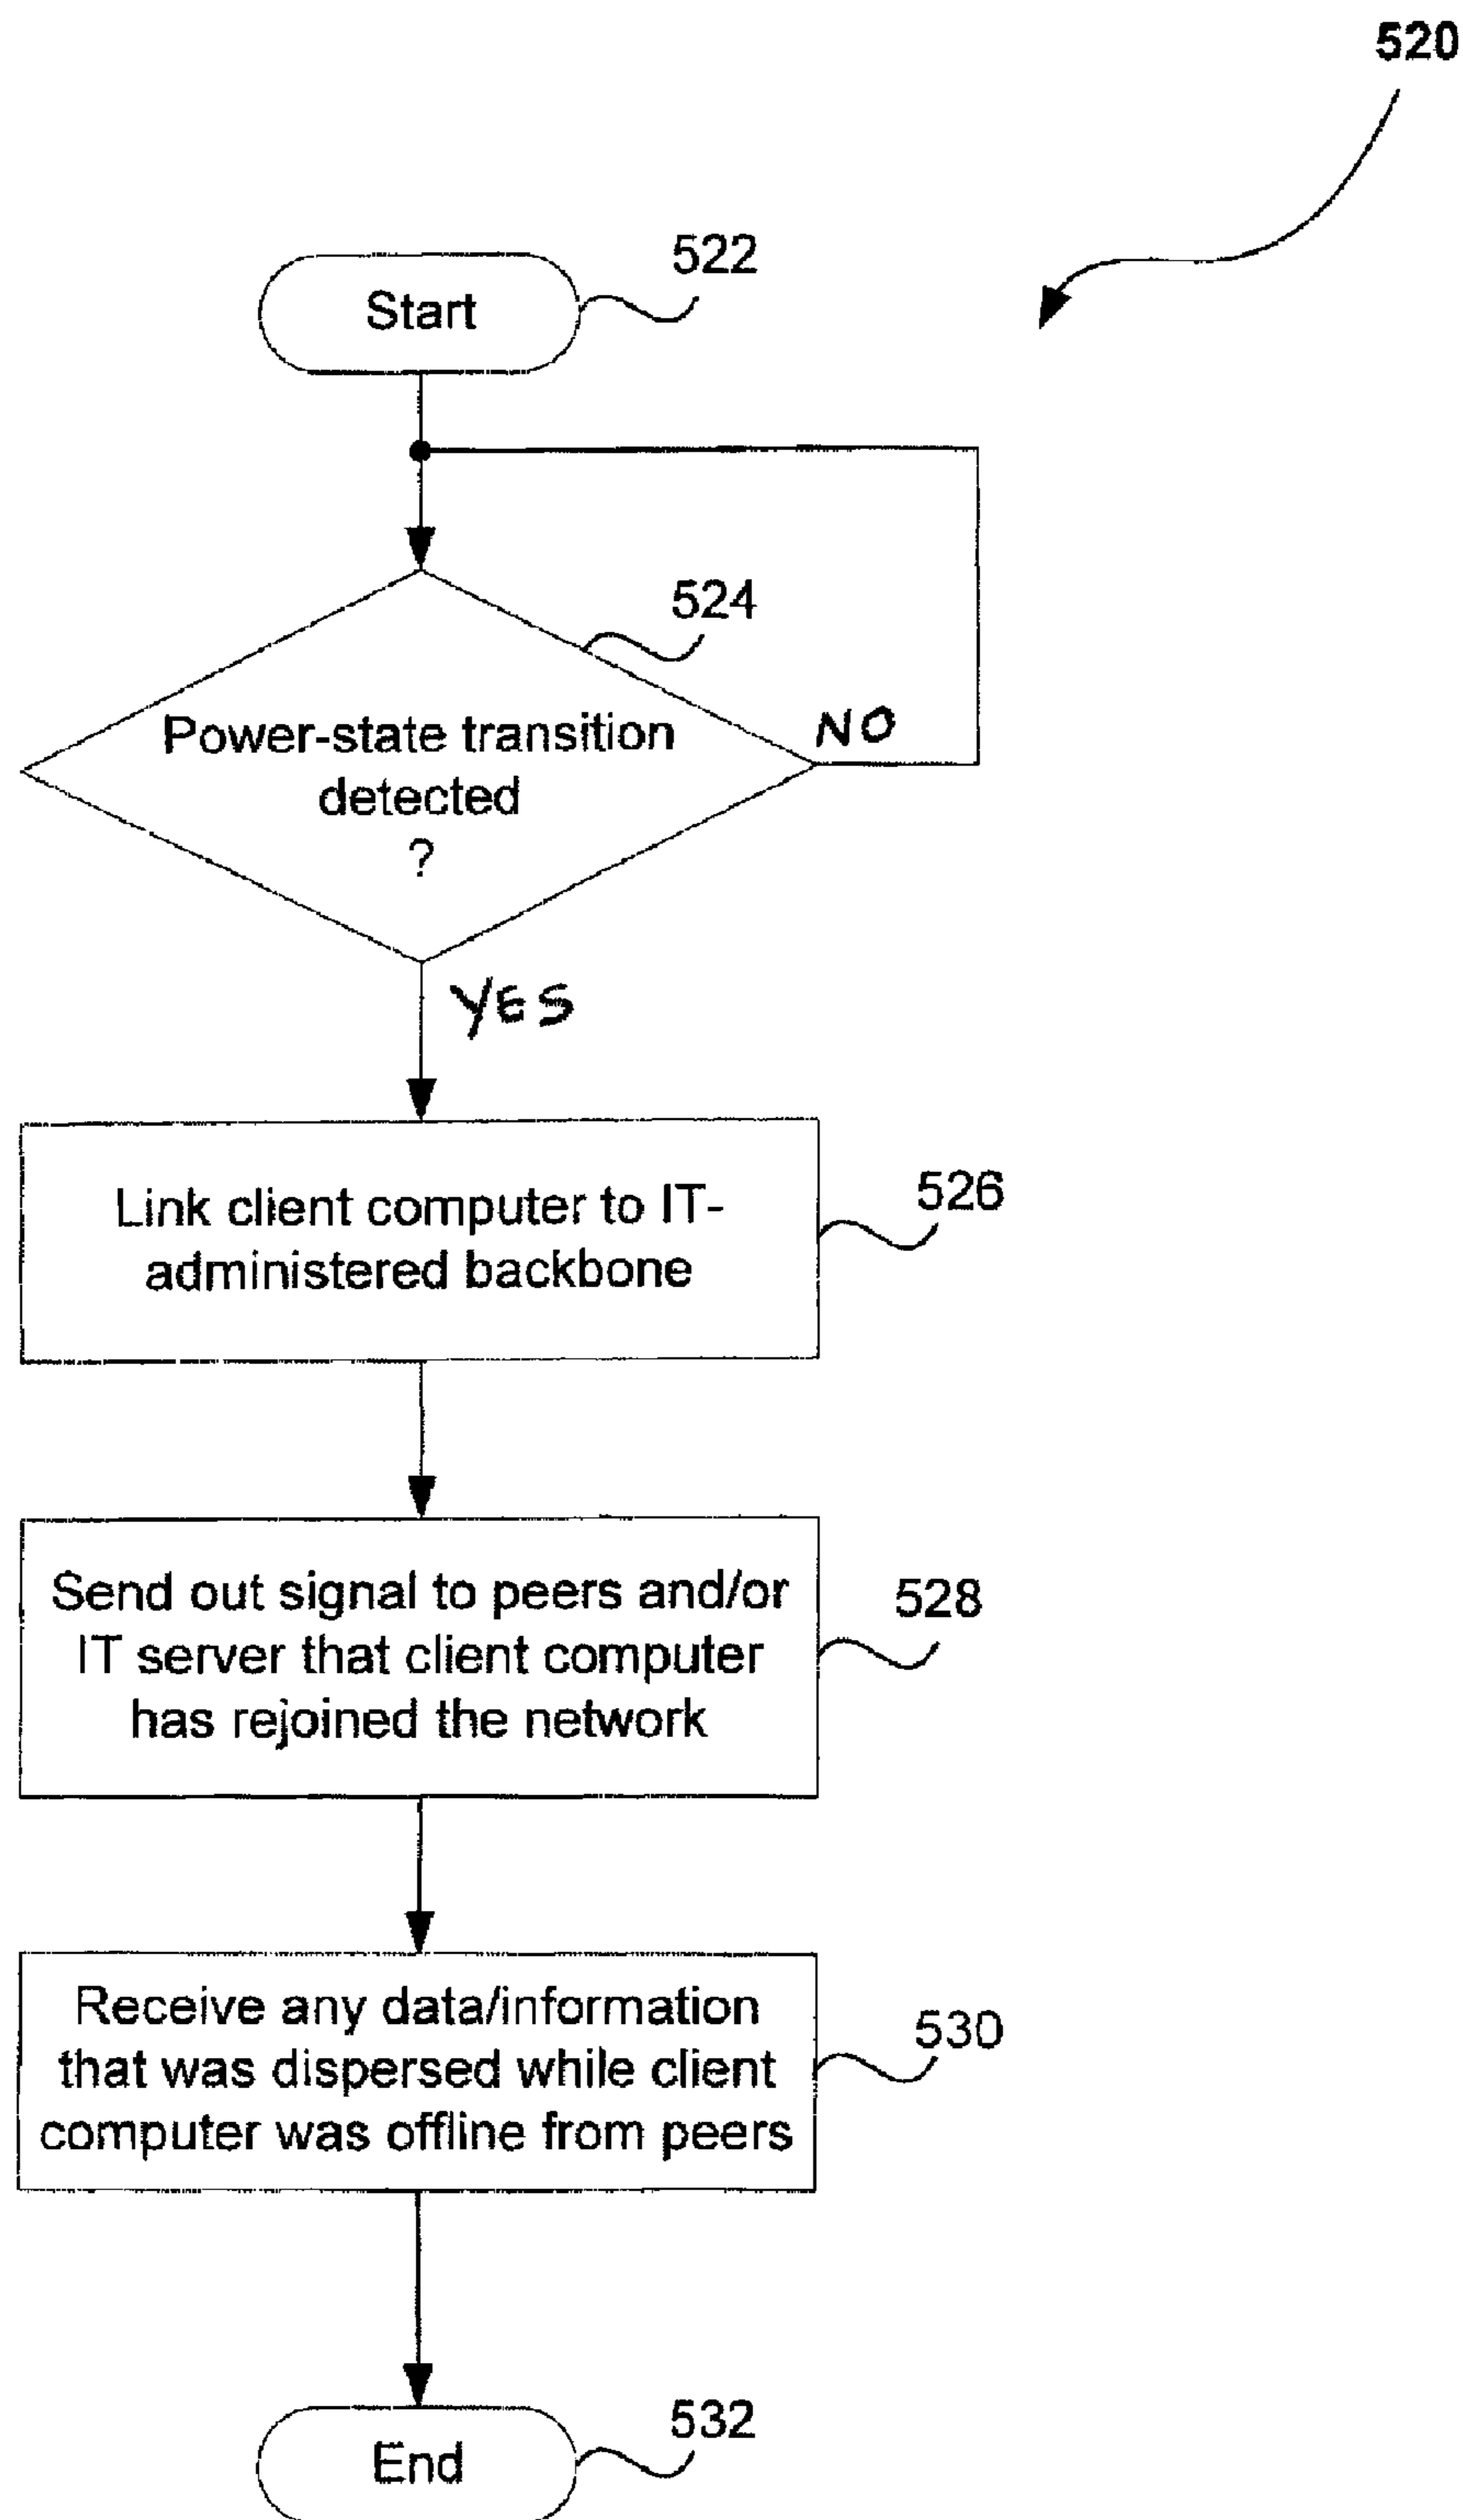 520
522
Start
524
Power-state transition
detected
?
NO
YES
Link client computer to IT-
administered backbone
526
Send out signal to peers and/or
IT server that client computer
has rejoined the network
528
Receive any data/information
that was dispersed while client
computer was offline from peers
530
532
End